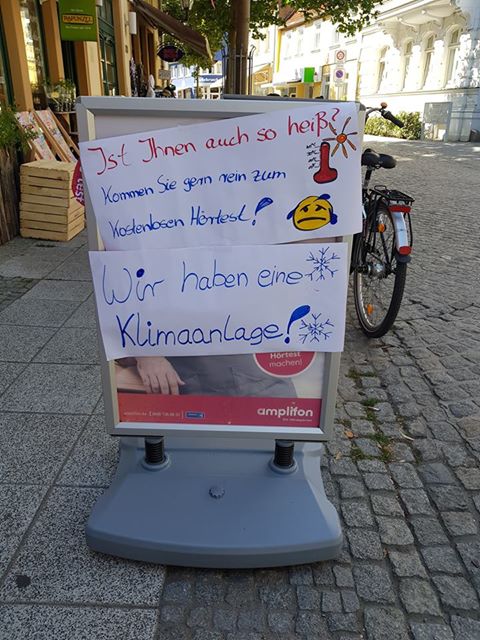 RAPUNZEL
Ist Ihnen auch so heiß?
Kommen Sie gern rein zum
kostenlosen Hörtest!
Wir haben eine
Klimaanlage!
Hörtest
machen!
amplifon